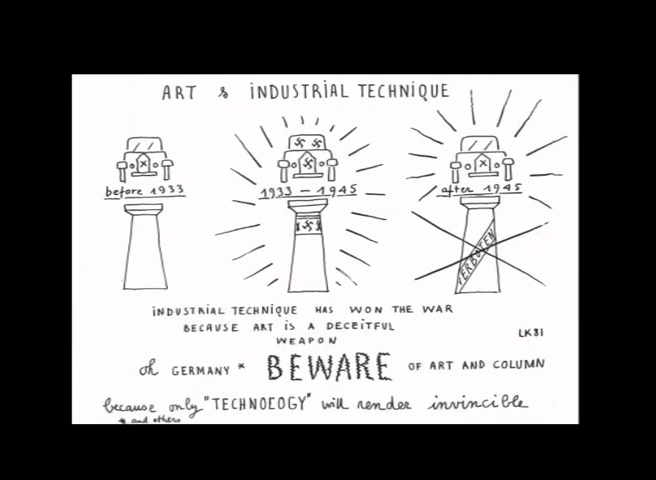 ART & INDUSTRIAL TECHNIQUE
before 1933
1933 - 1945
after 1945
VERBOTEN
INDUSTRIAL TECHNIQUE HAS WON THE WAR
BECAUSE ART IS A DECEITFUL
WEAPON
LK81
oh GERMANY * BEWARE OF ART AND COLUMN
because only "TECHNOLOGY" will render invincible
* and others